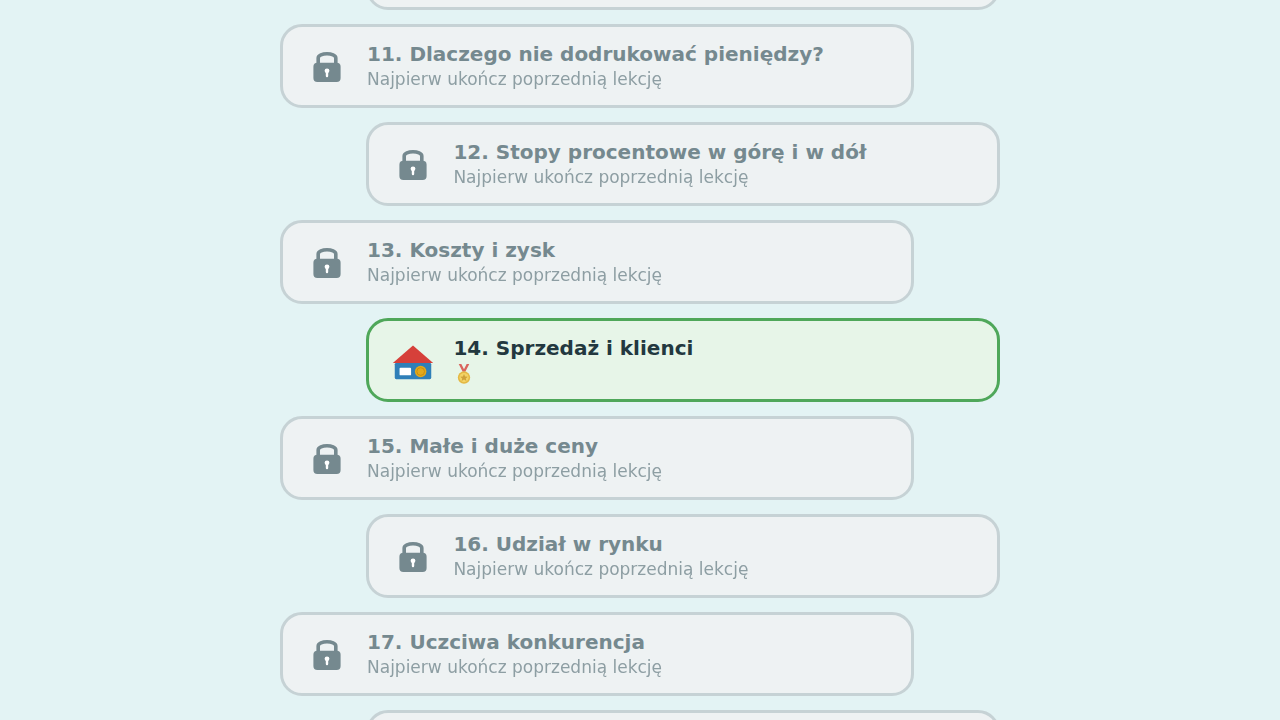 11. Dlaczego nie dodrukować pieniędzy?
Najpierw ukończ poprzednią lekcję
12. Stopy procentowe w górę i w dół
Najpierw ukończ poprzednią lekcję
13. Koszty i zysk
Najpierw ukończ poprzednią lekcję
14. Sprzedaż i klienci
15. Małe i duże ceny
Najpierw ukończ poprzednią lekcję
16. Udział w rynku
Najpierw ukończ poprzednią lekcję
17. Uczciwa konkurencja
Najpierw ukończ poprzednią lekcję